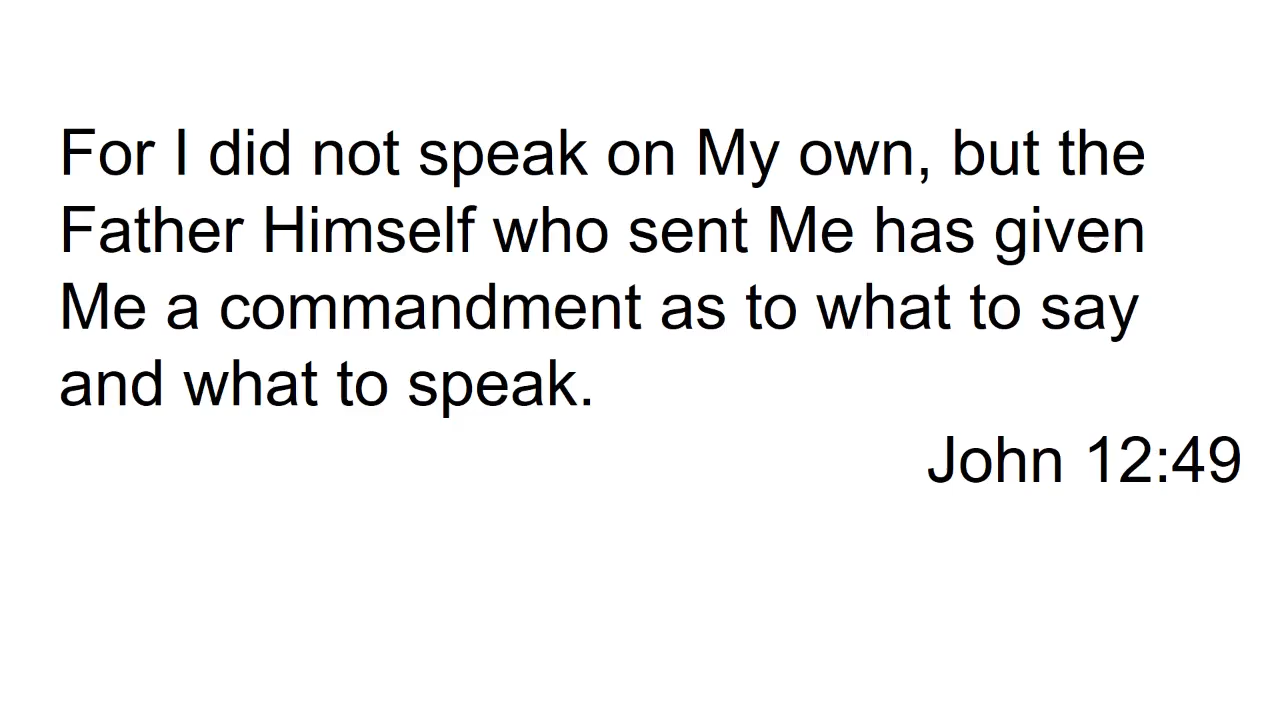 For I did not speak on My own, but the
Father Himself who sent Me has given
Me a commandment as to what to say
and what to speak.
John 12:49